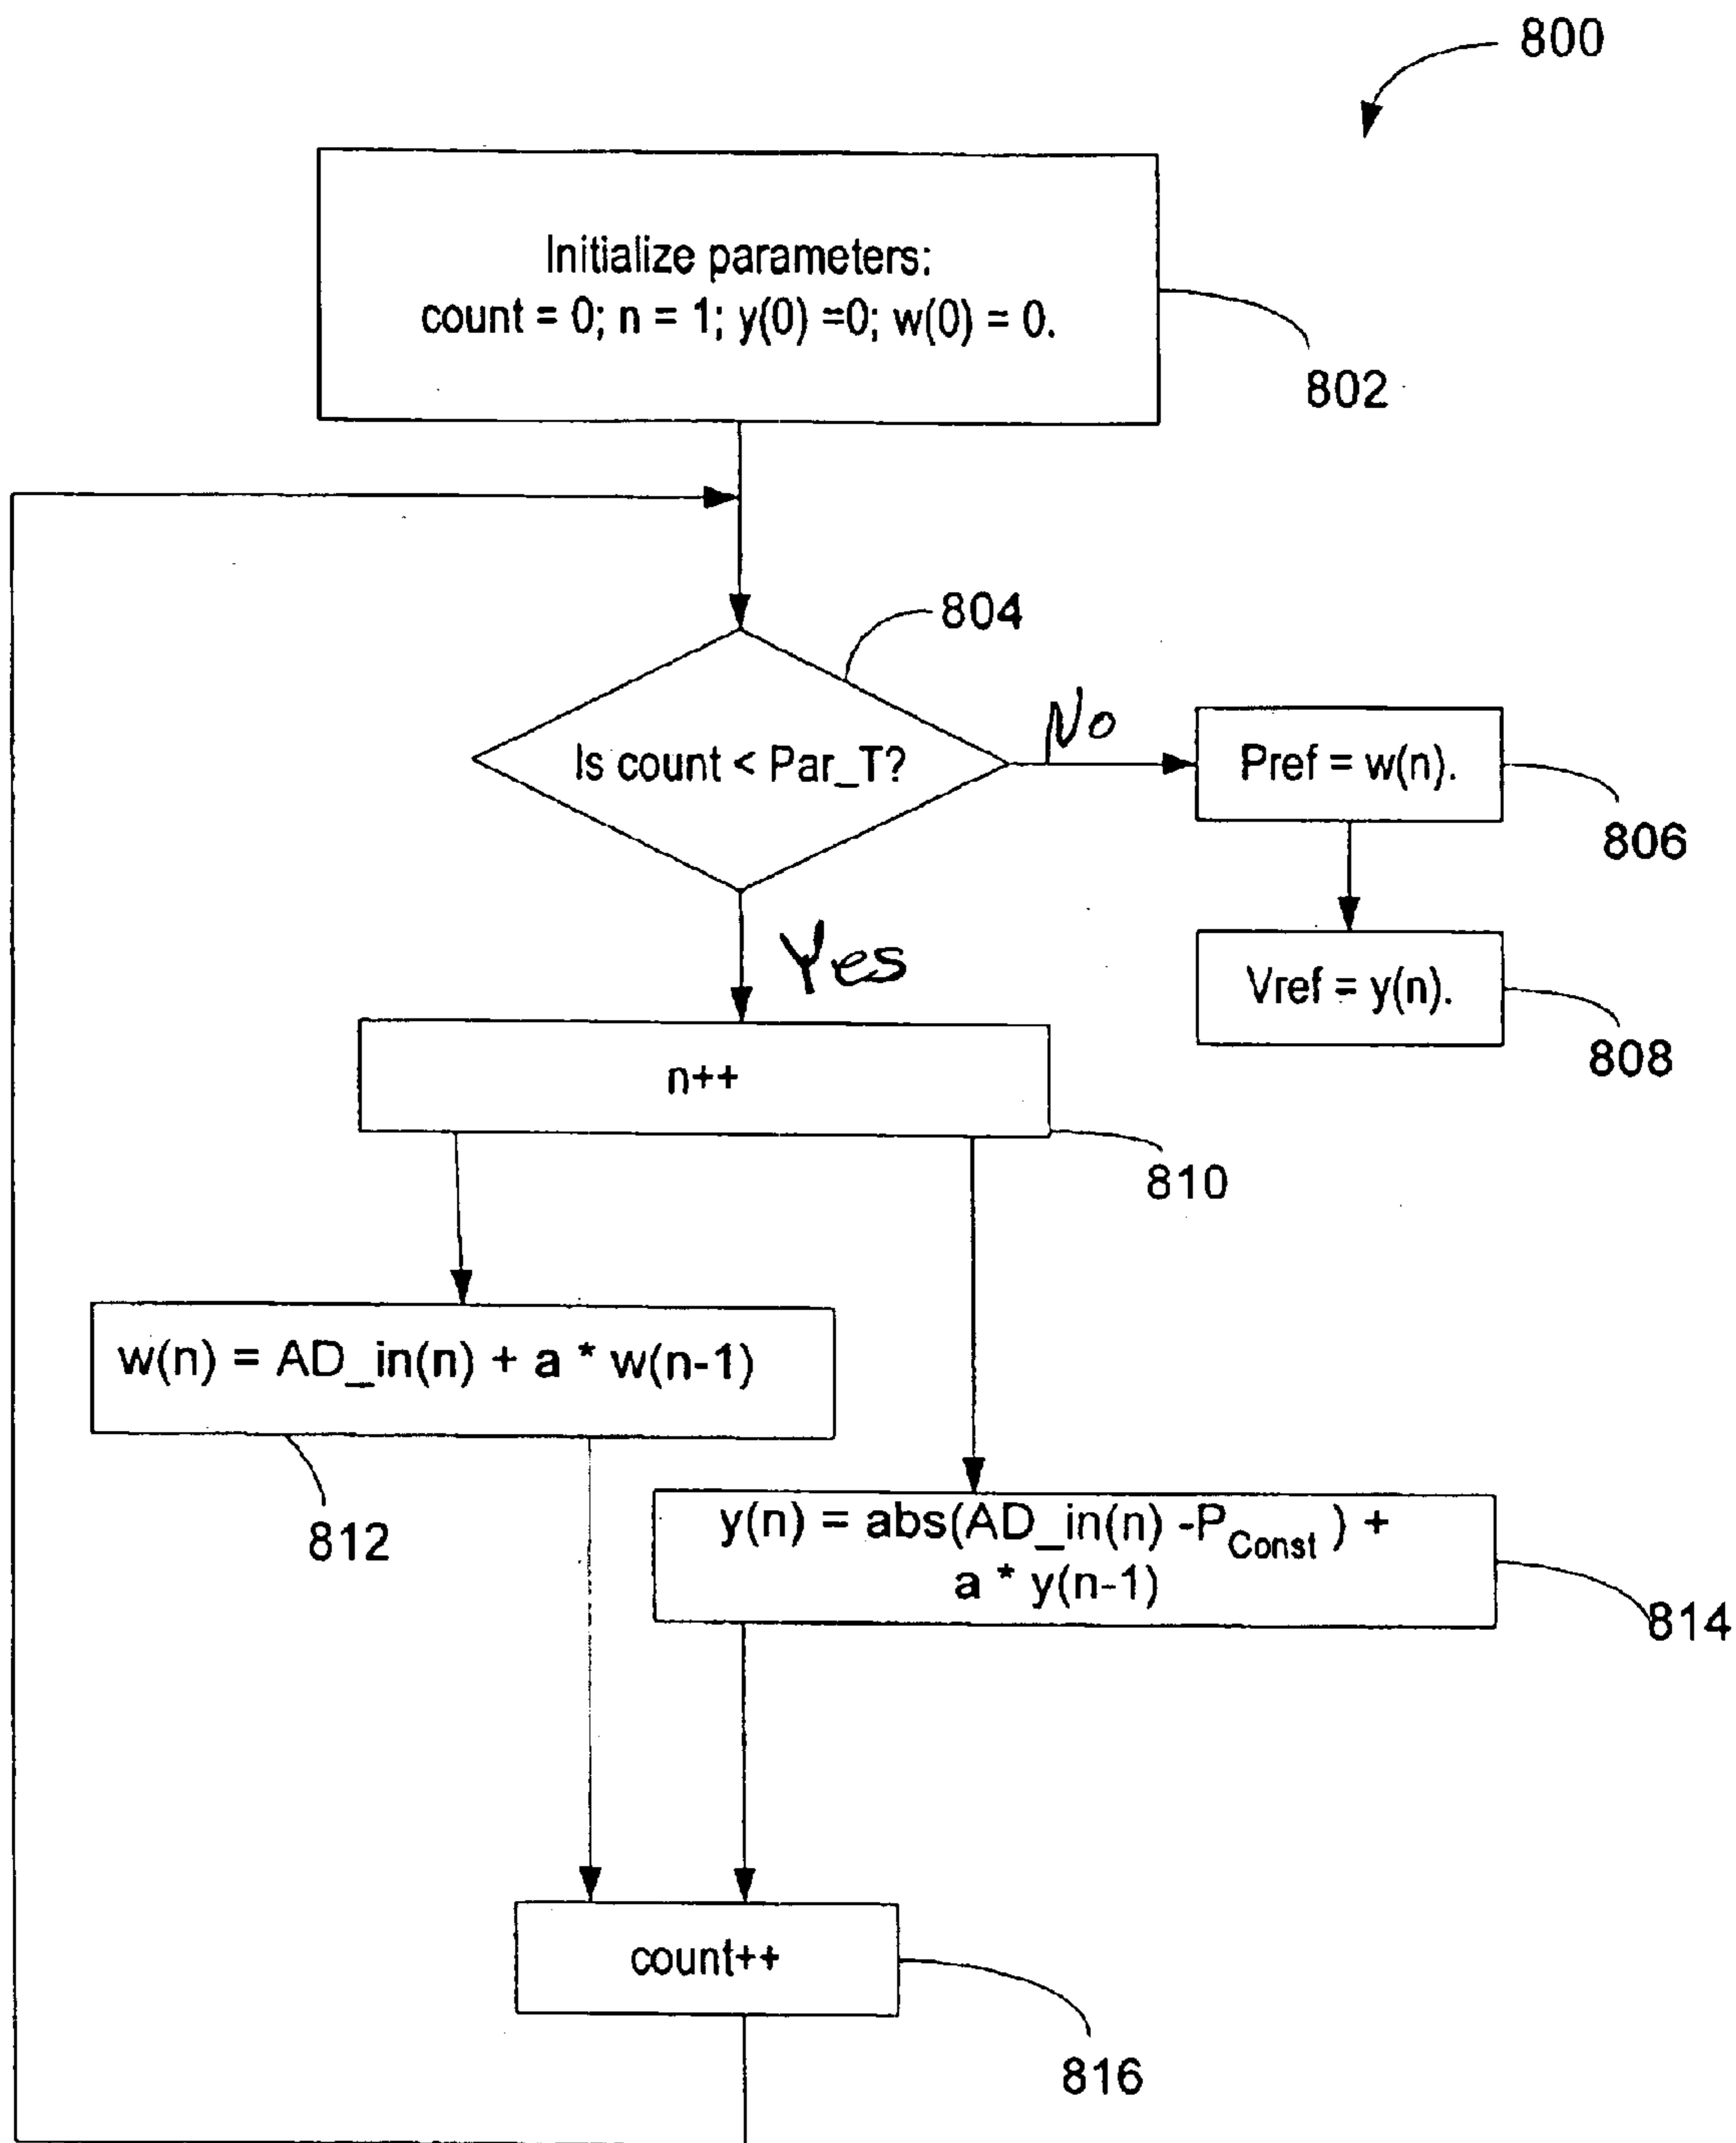 800
Initialize parameters:
count = 0; n = 1; y(0) =0; w(0) = 0.
802
804
Is count < Par_T?
No
Pref = w(n).
806
Yes
Vref = y(n).
808
n++
810
w(n) = AD_in(n) + a * w(n-1)
812
y(n) = abs(AD_in(n) -P_Const ) +
a * y(n-1)
814
count++
816